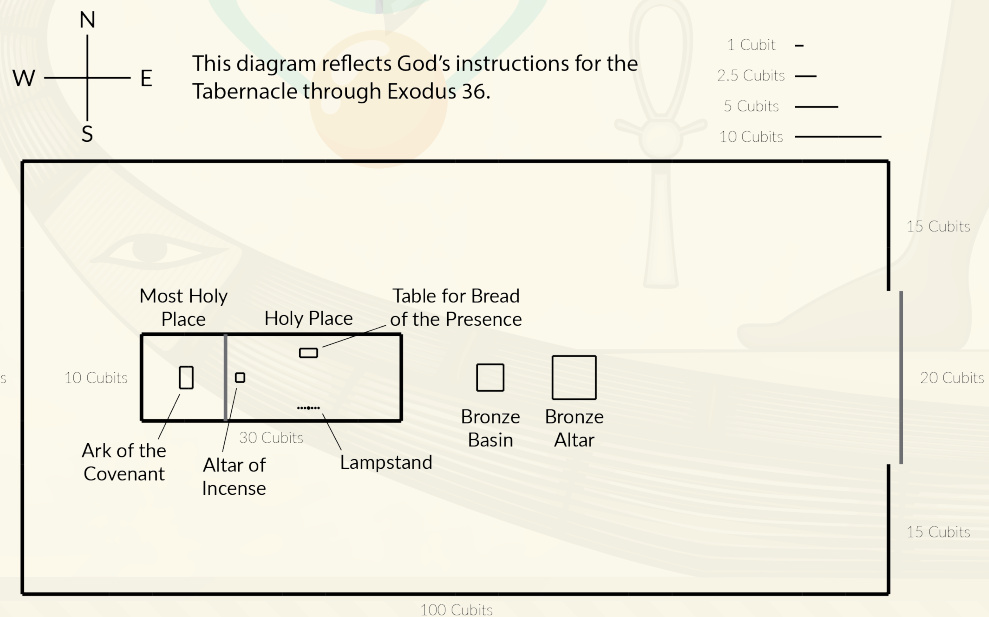 N
W
E
S
This diagram reflects God’s instructions for the
Tabernacle through Exodus 36.
1 Cubit
2.5 Cubits
5 Cubits
10 Cubits
15 Cubits
Most Holy
Place
Holy Place
Table for Bread
of the Presence
s
10 Cubits
20 Cubits
Bronze
Basin
Bronze
Altar
30 Cubits
Ark of the
Covenant
Altar of
Incense
Lampstand
15 Cubits
100 Cubits